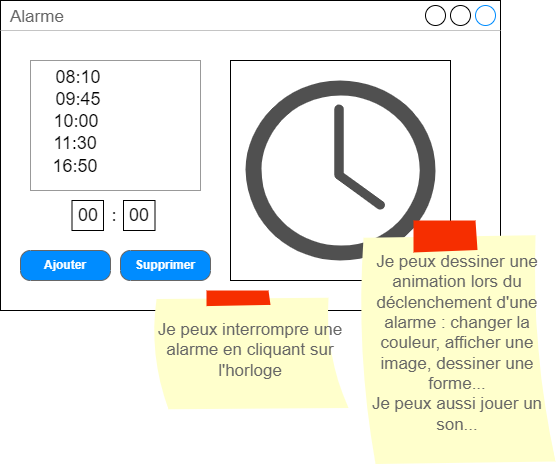 Alarme
08:10
09:45
10:00
11:30
16:50
00 : 00
Ajouter
Supprimer
Je peux interrompre une
alarme en cliquant sur
l'horloge
Je peux dessiner une
animation lors du
déclenchement d'une
alarme : changer la
couleur, afficher une
image, dessiner une
forme...
Je peux aussi jouer un
son...